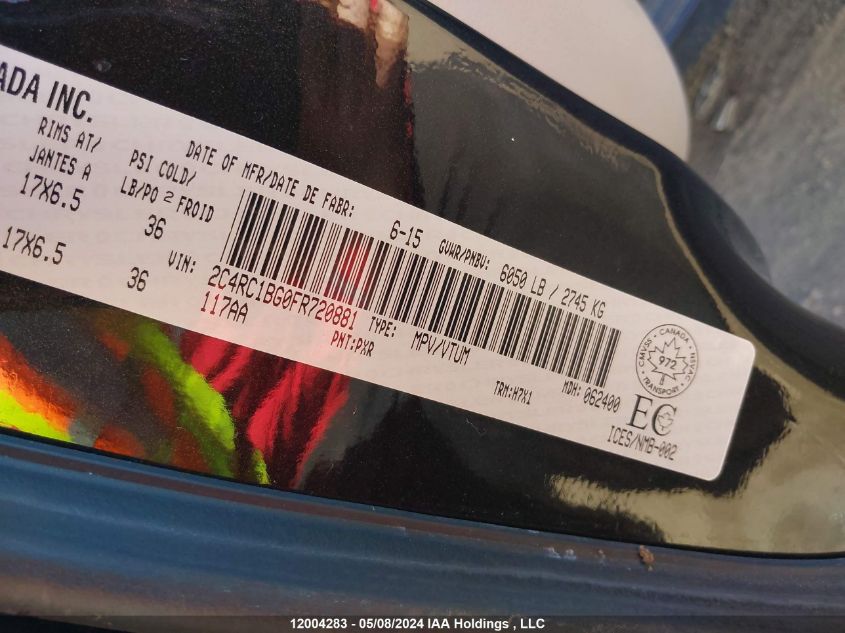 ADA INC.
RIMS AT/
JANTES A
17X6.5
17X6.5
PSI COLD/
LB/PO 2 FROID
36
36
DATE OF MFR/DATE DE FABR:
6-15
GVWR/PNBV:
6050 LB / 2745 KG
VIN:
2C4RC1BG0FR720881
117AA
TYPE:
MPV/VTUM
PNT:PXR
TRM:H7X1
MDH: 062400
CMVSS • CANADA • NSVAC
972
TRANSPORT
EC
ICES/NMB-002
12004283 - 05/08/2024 IAA Holdings , LLC